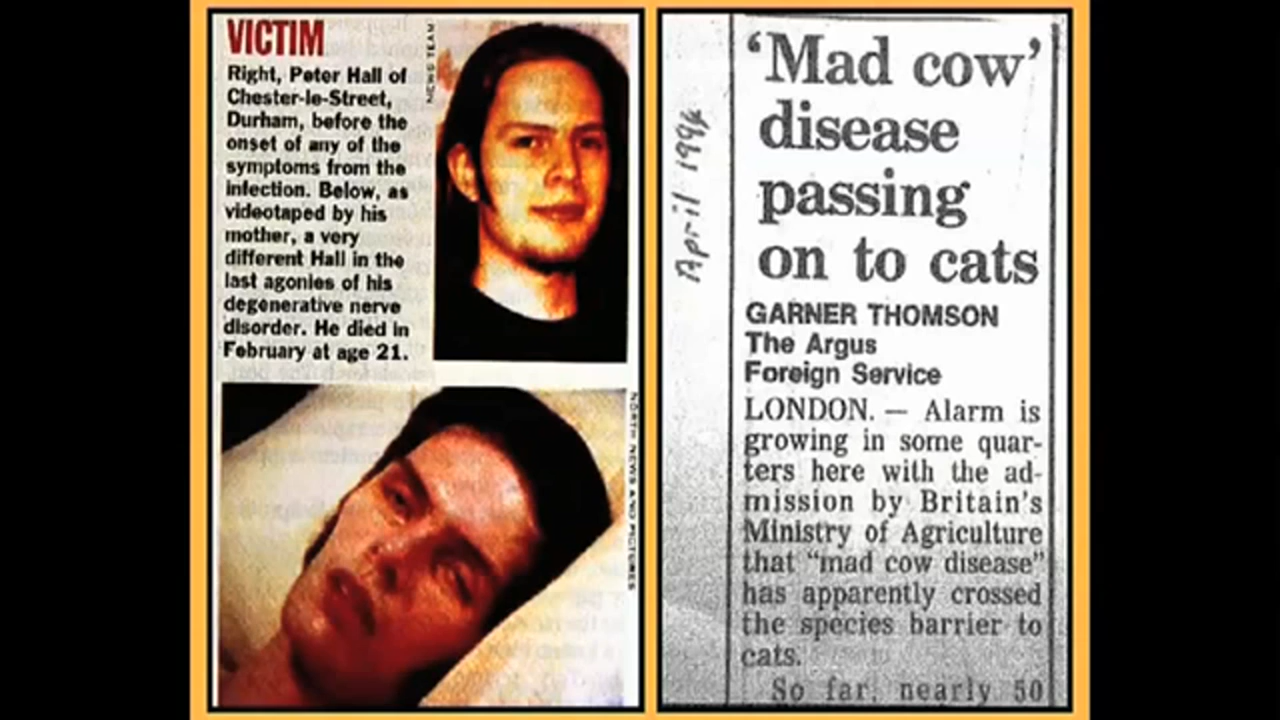 VICTIM
Right, Peter Hall of
Chester-le-Street,
Durham, before the
onset of any of the
symptoms from the
infection. Below, as
videotaped by his
mother, a very
different Hall in the
last agonies of his
degenerative nerve
disorder. He died in
February at age 21.
NEWS TEAM
NORTH NEWS AND PICTURES
April 1994
‘Mad cow’
disease
passing
on to cats
GARNER THOMSON
The Argus
Foreign Service
LONDON. — Alarm is
growing in some quar-
ters here with the ad-
mission by Britain's
Ministry of Agriculture
that "mad cow disease"
has apparently crossed
the species barrier to
cats.
So far, nearly 50